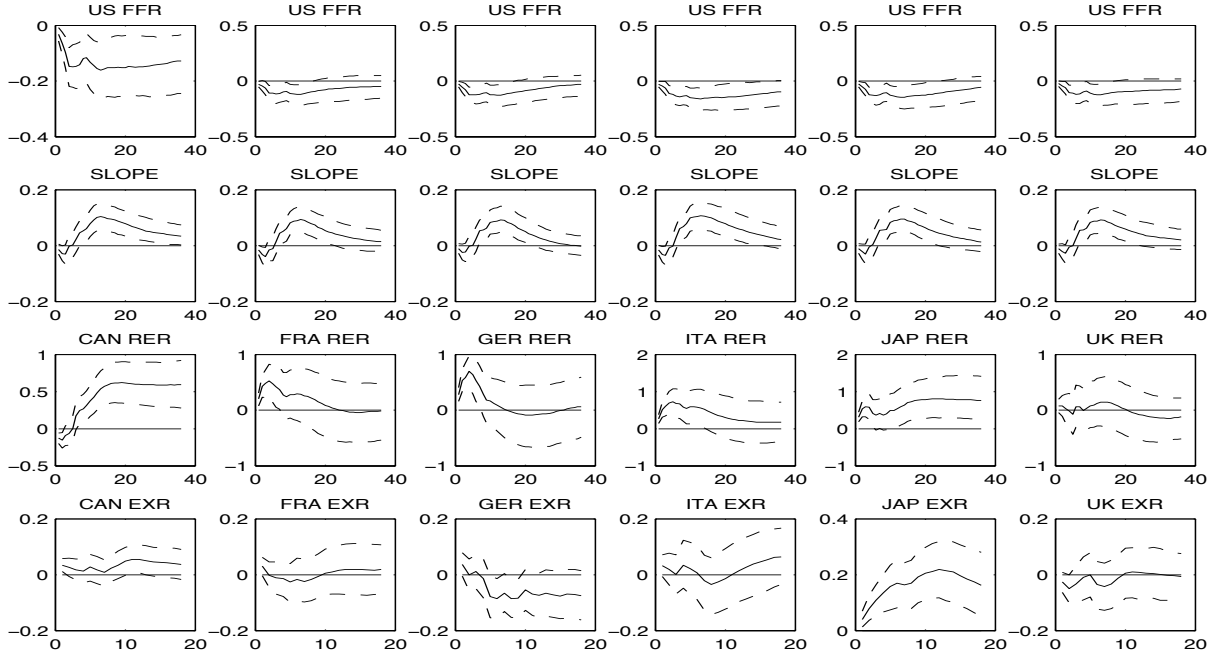 US FFR US FFR US FFR US FFR US FFR US FFR
0 0.5 0.5 0.5 0.5 0.5
−0.2 0 0 0 0 0
−0.4 −0.5 −0.5 −0.5 −0.5 −0.5
0 20 40 0 20 40 0 20 40 0 20 40 0 20 40 0 20 40
SLOPE SLOPE SLOPE SLOPE SLOPE SLOPE
0.2 0.2 0.2 0.2 0.2 0.2
0 0 0 0 0 0
−0.2 −0.2 −0.2 −0.2 −0.2 −0.2
0 20 40 0 20 40 0 20 40 0 20 40 0 20 40 0 20 40
CAN RER FRA RER GER RER ITA RER JAP RER UK RER
1 1 1 2 2 1
0.5 0 0 1 1 0
0 0 0
−0.5 −1 −1 −1 −1 −1
0 20 40 0 20 40 0 20 40 0 20 40 0 20 40 0 20 40
CAN EXR FRA EXR GER EXR ITA EXR JAP EXR UK EXR
0.2 0.2 0.2 0.2 0.4 0.2
0 0 0 0 0.2 0
−0.2 −0.2 −0.2 −0.2 0 −0.2
0 10 20 0 10 20 0 10 20 0 10 20 0 10 20 0 10 20